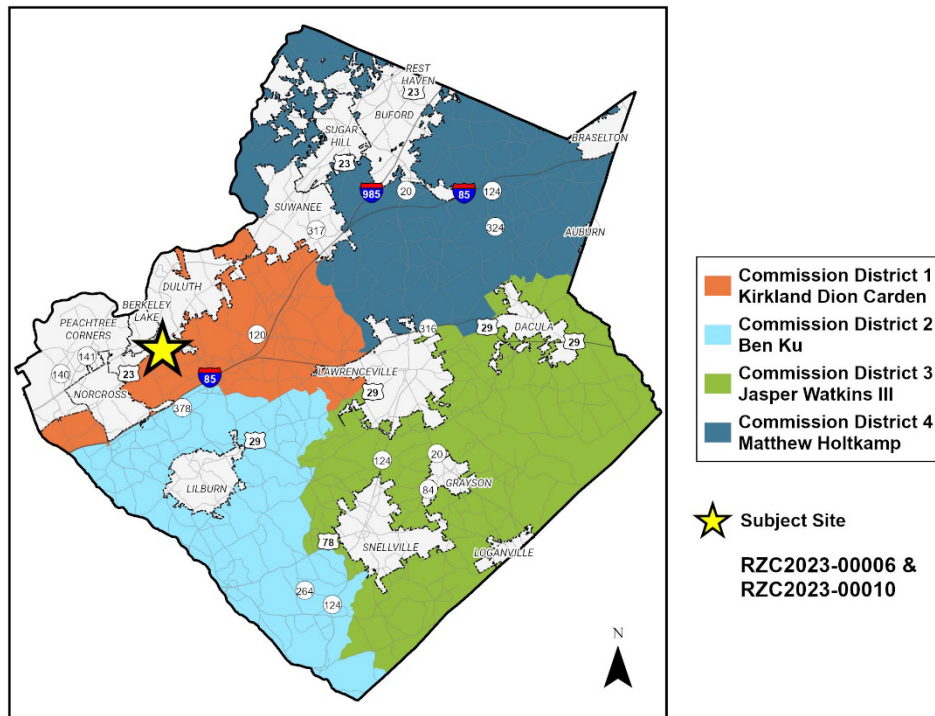 REST
HAVEN
23
BUFORD
SUGAR
HILL
23
BRASELTON
985
20
85
124
SUWANEE
317
324
AUBURN
DULUTH
BERKELEY
LAKE
PEACHTREE
CORNERS
141
140
23
120
316
29
DACULA
29
NORCROSS
85
LAWRENCEVILLE
29
378
29
LILBURN
124
20
84
GRAYSON
78
SNELLVILLE
LOGANVILLE
264
124
N
Commission District 1
Kirkland Dion Carden
Commission District 2
Ben Ku
Commission District 3
Jasper Watkins III
Commission District 4
Matthew Holtkamp
Subject Site
RZC2023-00006 &
RZC2023-00010